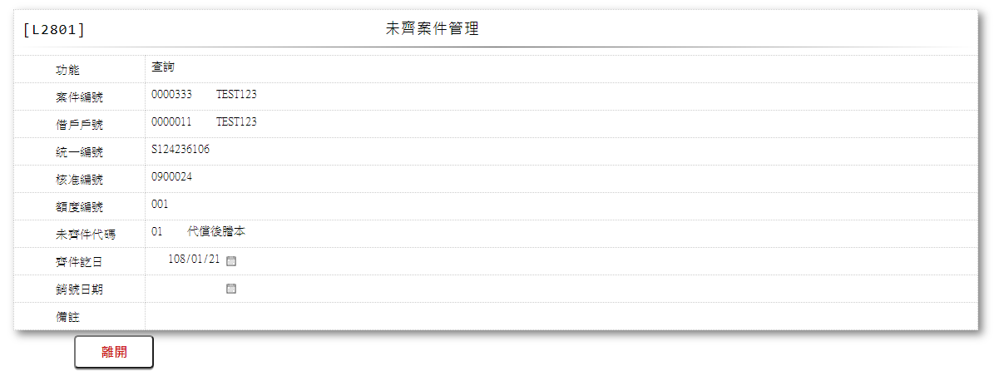 [L2801] 未齊案件管理
功能 查詢
案件編號 0000333 TEST123
借戶戶號 0000011 TEST123
統一編號 S124236106
核准編號 0900024
額度編號 001
未齊件代碼 01 代償後謄本
齊件訖日 108/01/21
銷號日期
備註
離開